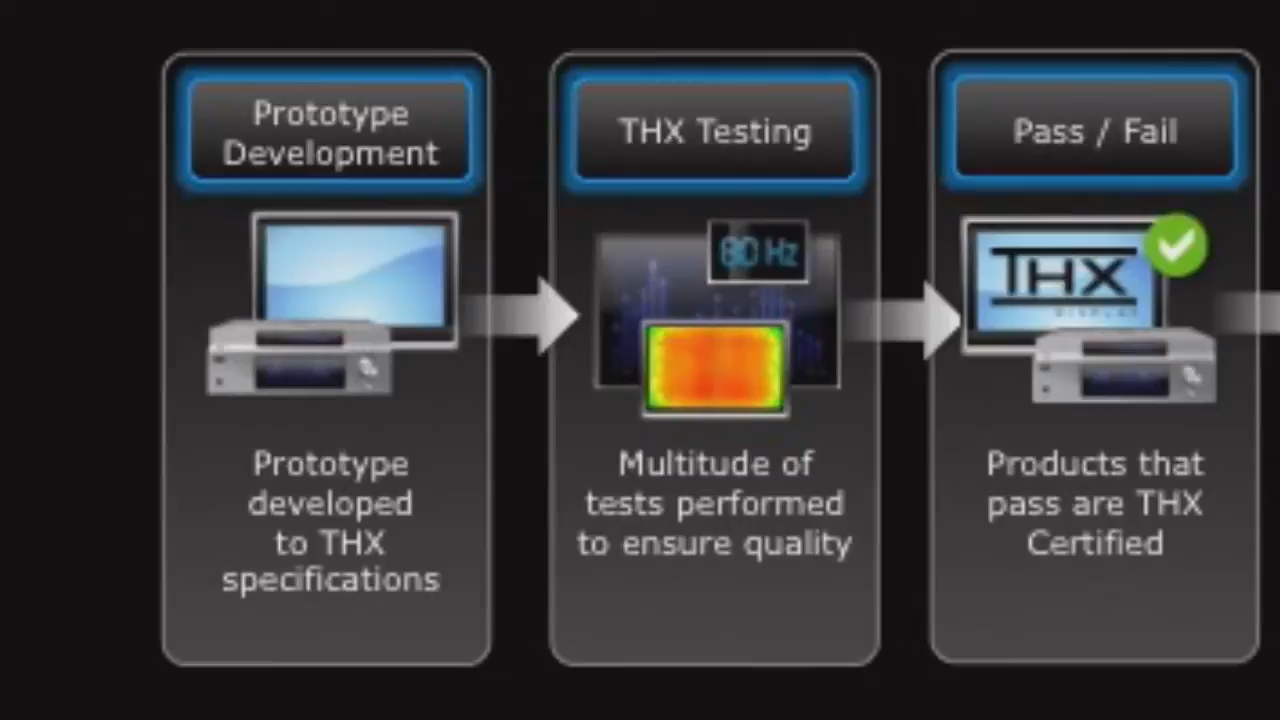 Prototype
Development
THX Testing
Pass / Fail
80 Hz
THX
DISPLAY
Prototype
developed
to THX
specifications
Multitude of
tests performed
to ensure quality
Products that
pass are THX
Certified